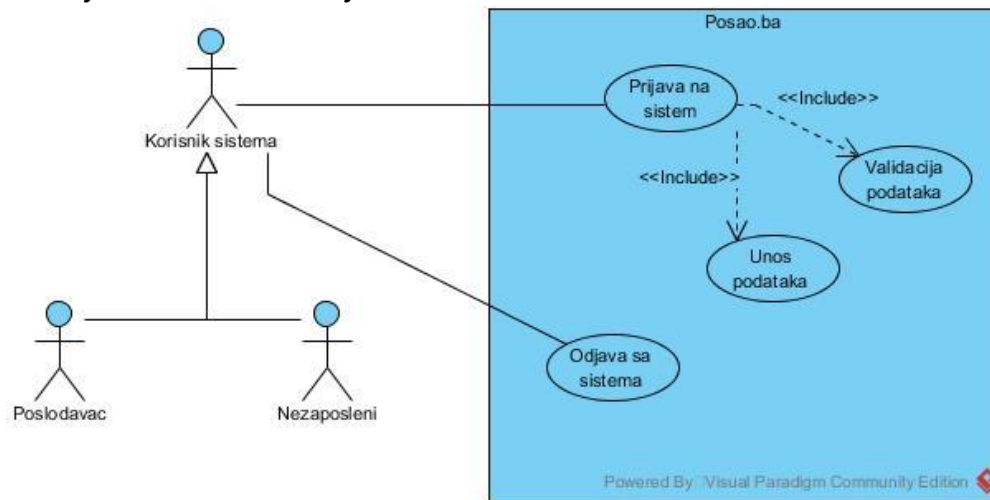 Posao.ba
Prijava na
sistem
<<Include>>
Korisnik sistema
Validacija
podataka
<<Include>>
Unos
podataka
Odjava sa
sistema
Poslodavac
Nezaposleni
Powered By Visual Paradigm Community Edition